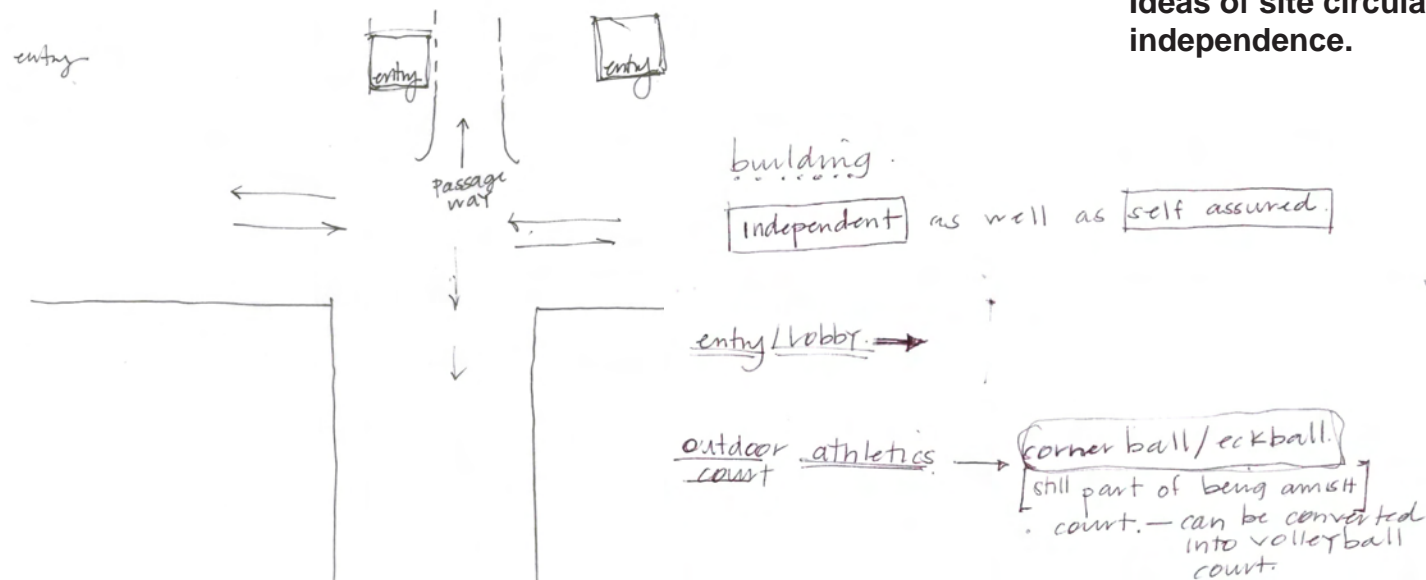 Ideas of site circula
independence.
entry
entry
entry
passage
way
building.
independent as well as self assured.
entry/lobby.
outdoor athletics
court
corner ball/eckball.
still part of being amish
court. — can be converted
into volleyball
court.